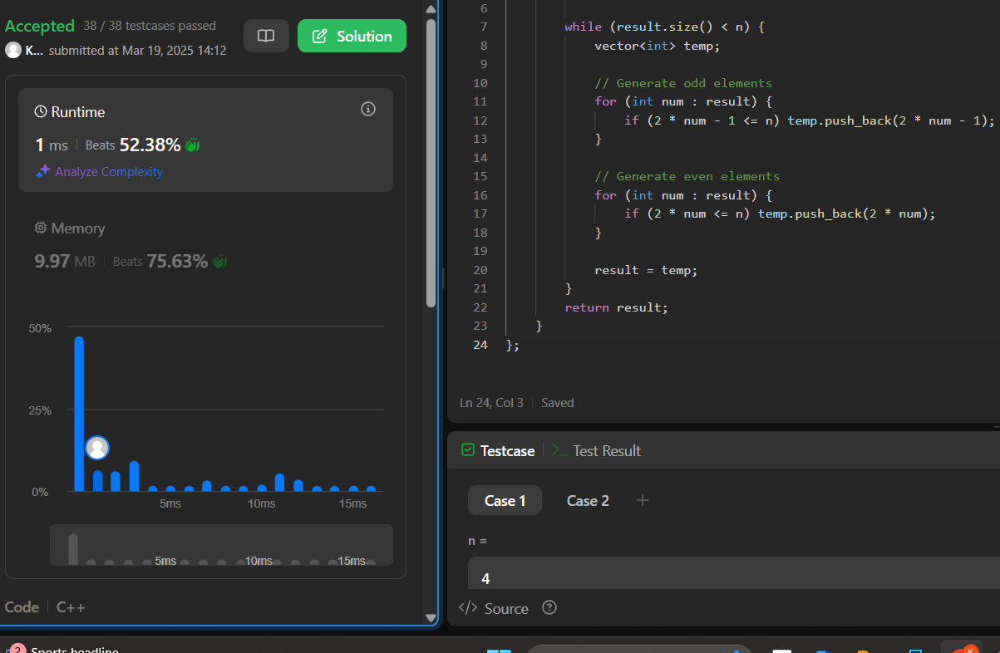 Accepted 38 / 38 testcases passed
K... submitted at Mar 19, 2025 14:12
Solution
Runtime
1 ms Beats 52.38%
Analyze Complexity
Memory
9.97 MB Beats 75.63%
50%
25%
0%
5ms 10ms 15ms
5ms 10ms 15ms
Code C++
6
7 while (result.size() < n) {
8 vector<int> temp;
9
10 // Generate odd elements
11 for (int num : result) {
12 if (2 * num - 1 <= n) temp.push_back(2 * num - 1);
13 }
14
15 // Generate even elements
16 for (int num : result) {
17 if (2 * num <= n) temp.push_back(2 * num);
18 }
19
20 result = temp;
21 }
22 return result;
23 }
24 };
Ln 24, Col 3 Saved
Testcase >_ Test Result
Case 1 Case 2 +
n =
4
</> Source ?
2 Sports headline
K